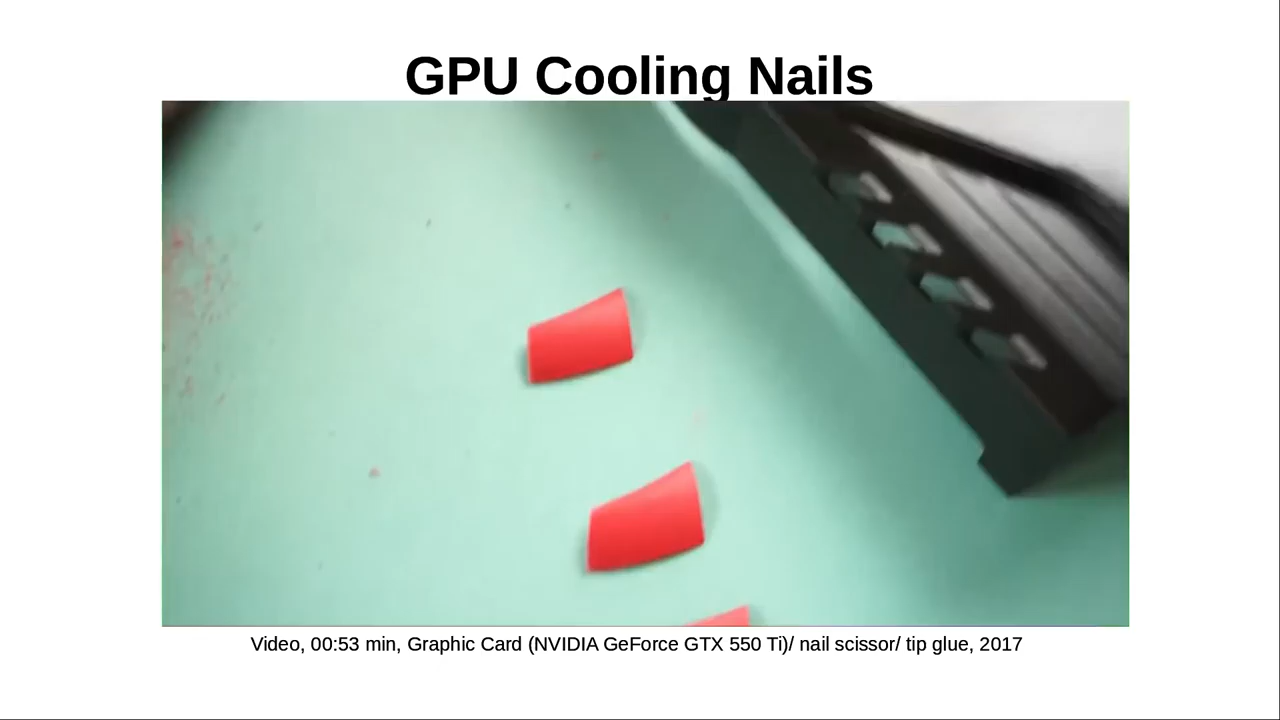 GPU Cooling Nails
Video, 00:53 min, Graphic Card (NVIDIA GeForce GTX 550 Ti)/ nail scissor/ tip glue, 2017